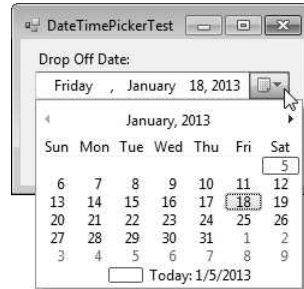 DateTimePickerTest
Drop Off Date:
Friday , January 18, 2013
January, 2013
Sun Mon Tue Wed Thu Fri Sat
5
6 7 8 9 10 11 12
13 14 15 16 17 18 19
20 21 22 23 24 25 26
27 28 29 30 31 1 2
3 4 5 6 7 8 9
Today: 1/5/2013